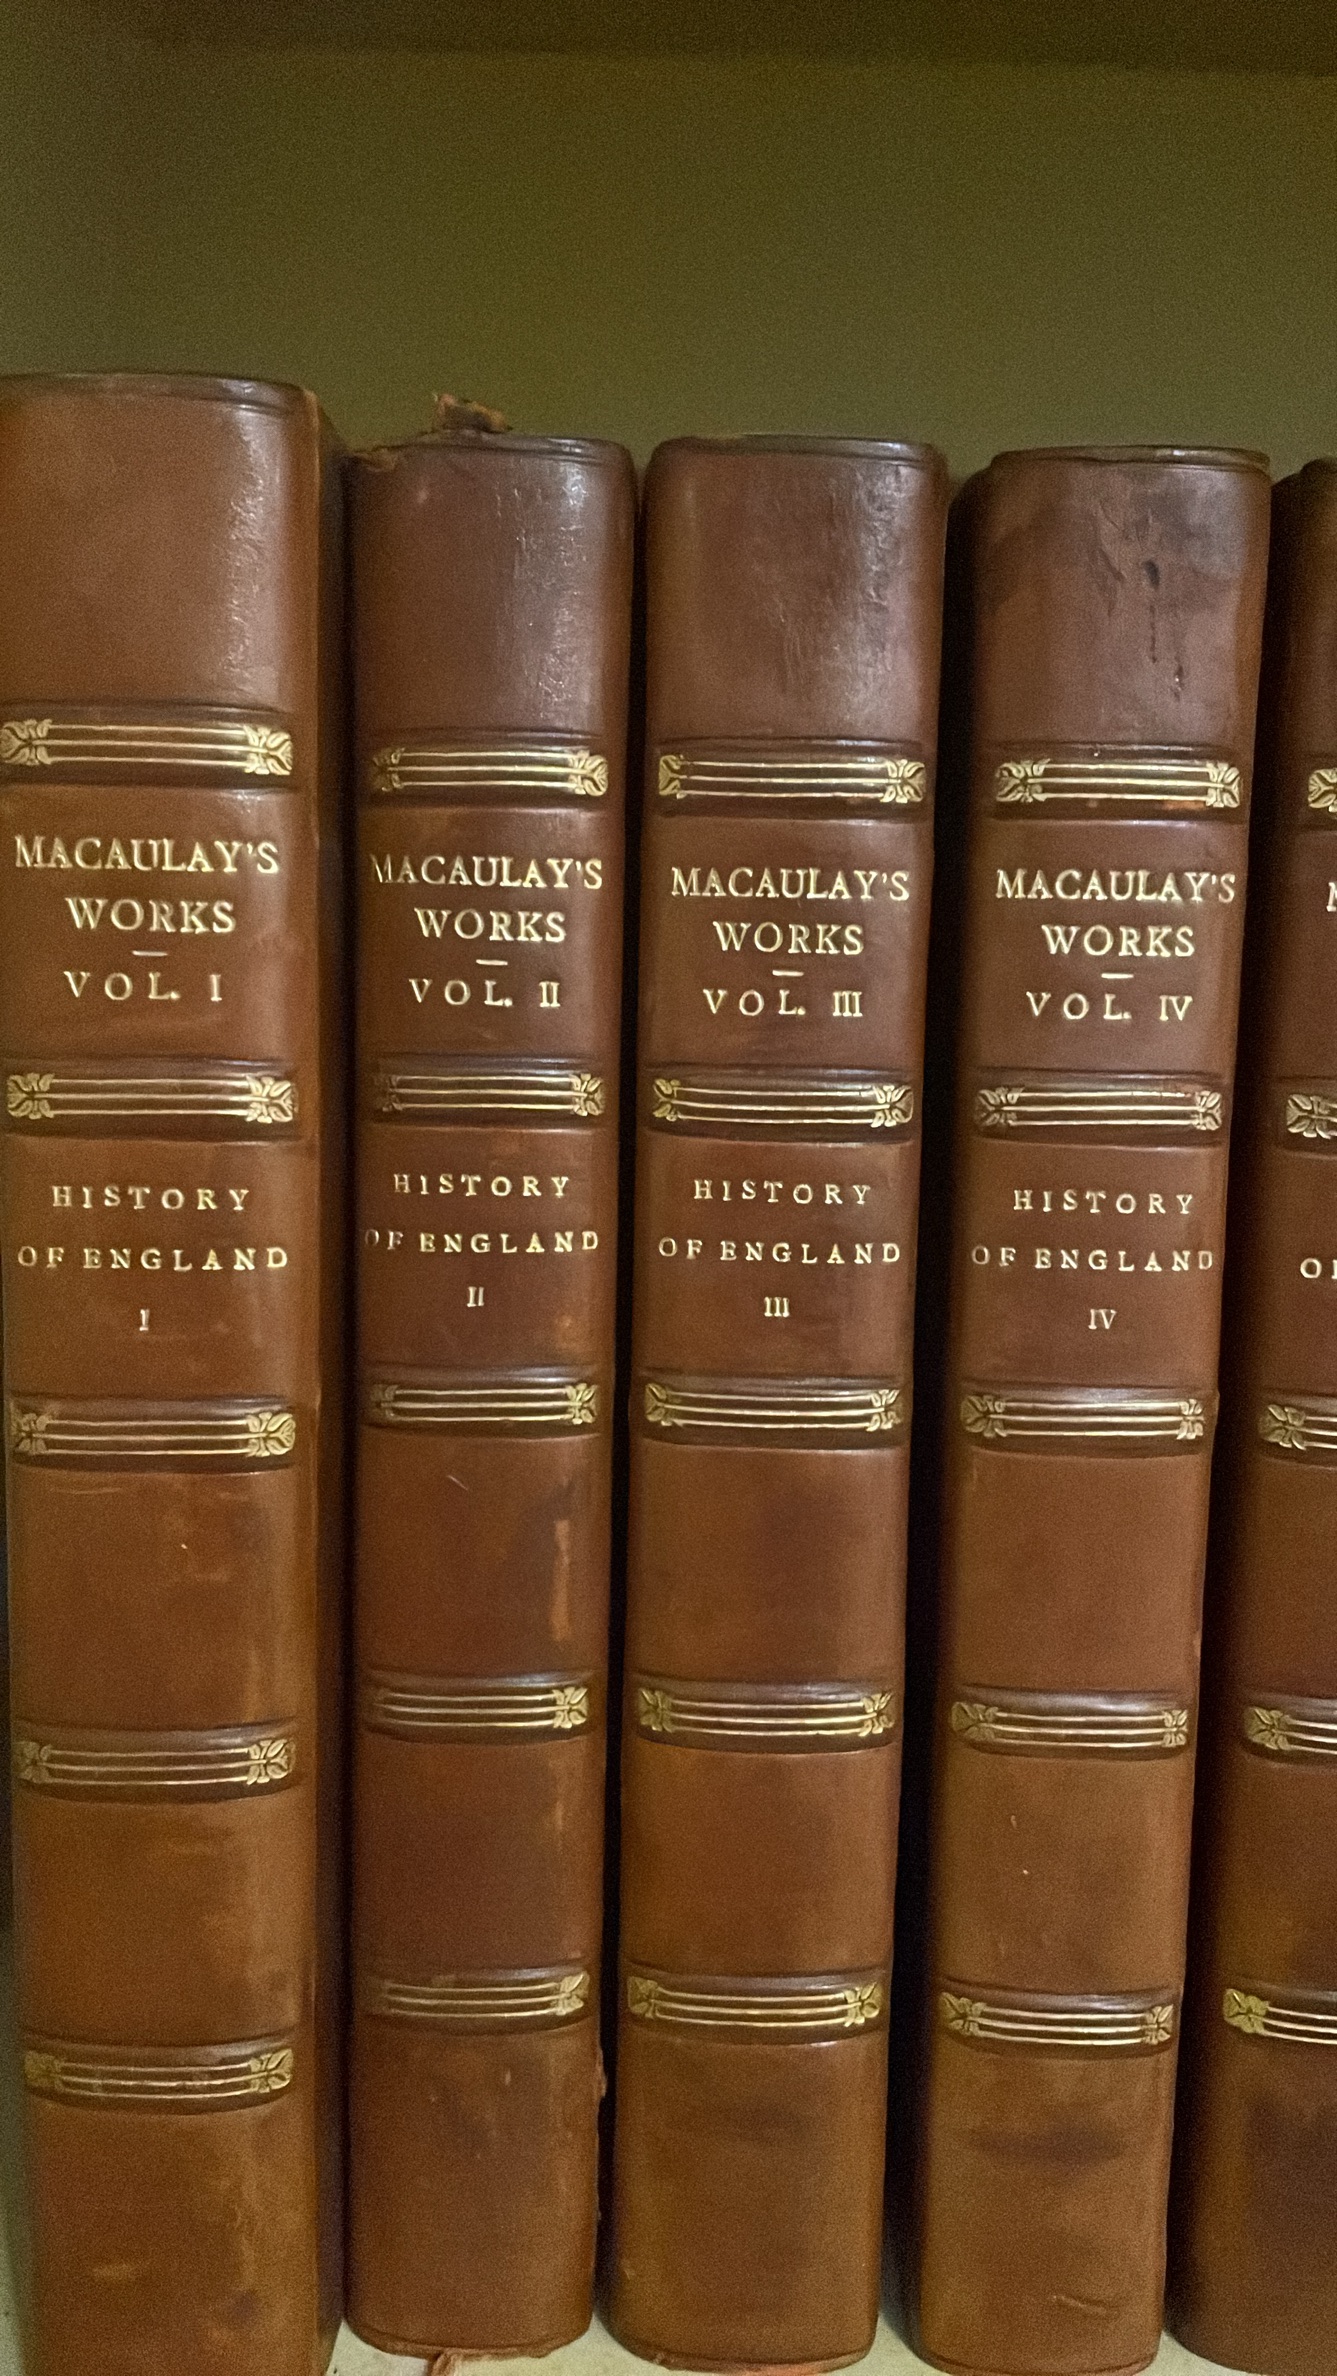 MACAULAY'S
WORKS
VOL. I
HISTORY
OF ENGLAND
I
MACAULAY'S
WORKS
VOL. II
HISTORY
OF ENGLAND
II
MACAULAY'S
WORKS
VOL. III
HISTORY
OF ENGLAND
III
MACAULAY'S
WORKS
VOL. IV
HISTORY
OF ENGLAND
IV